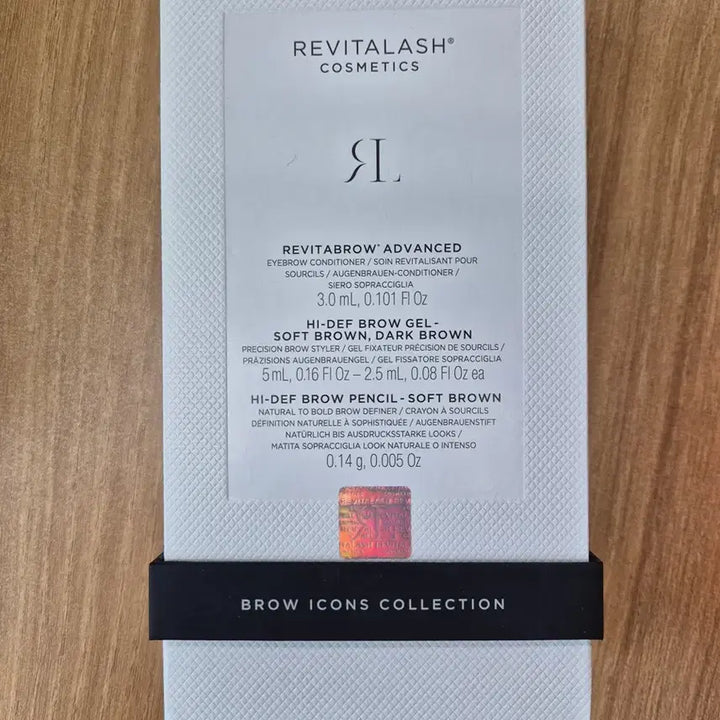 REVITALASH®
COSMETICS
RL
REVITABROW® ADVANCED
EYEBROW CONDITIONER / SOIN REVITALISANT POUR
SOURCILS / AUGENBRAUEN-CONDITIONER /
SIERO SOPRACCIGLIA
3.0 mL, 0.101 Fl Oz
HI-DEF BROW GEL -
SOFT BROWN, DARK BROWN
PRECISION BROW STYLER / GEL FIXATEUR PRÉCISION DE SOURCILS /
PRÄZISIONS AUGENBRAUENGEL / GEL FISSATORE SOPRACCIGLIA
5 mL, 0.16 Fl Oz – 2.5 mL, 0.08 Fl Oz ea
HI-DEF BROW PENCIL - SOFT BROWN
NATURAL TO BOLD BROW DEFINER / CRAYON À SOURCILS
DÉFINITION NATURELLE À SOPHISTIQUÉE / AUGENBRAUENSTIFT
NATÜRLICH BIS AUSDRUCKSSTARKE LOOKS /
MATITA SOPRACCIGLIA LOOK NATURALE O INTENSO
0.14 g, 0.005 Oz
BROW ICONS COLLECTION